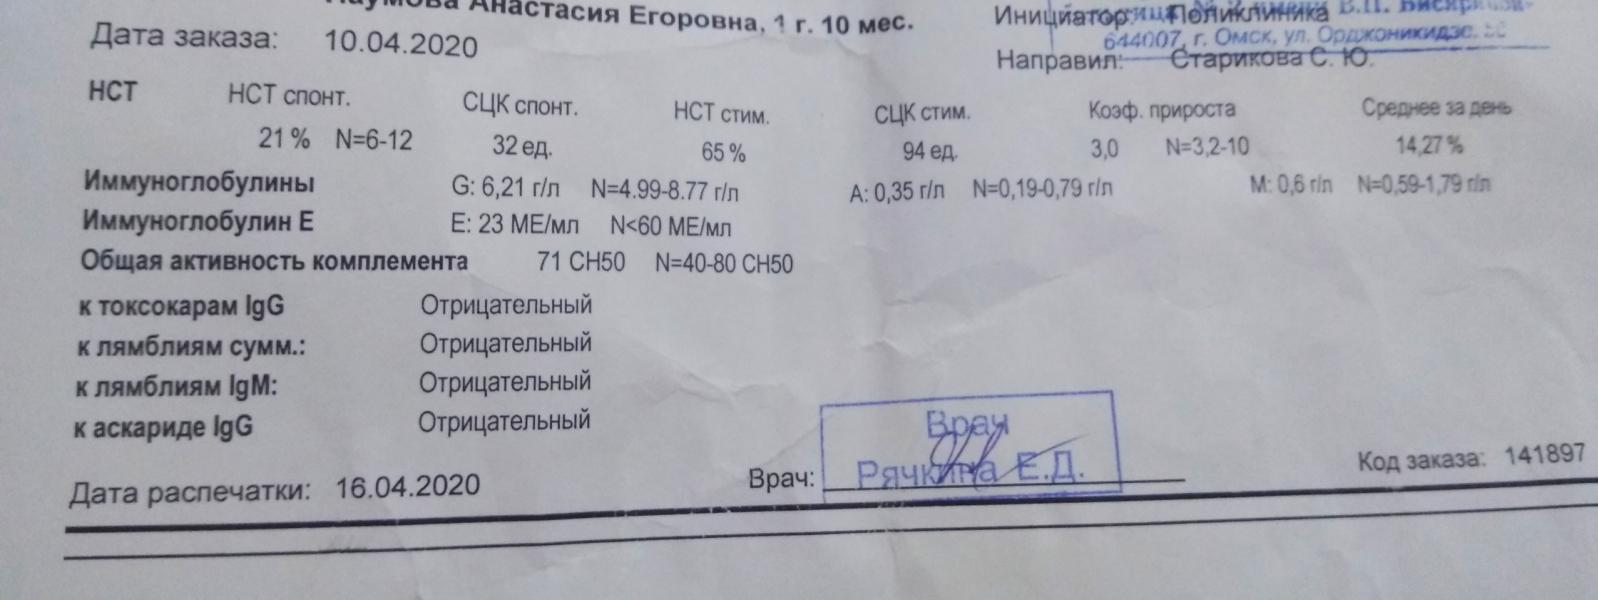 Наумова Анастасия Егоровна, 1 г. 10 мес.
Инициатор: Поликлиника
644007, г. Омск, ул. Орджоникидзе,
Дата заказа: 10.04.2020
Направил: Старикова С. Ю.
НСТ НСТ спонт. СЦК спонт. НСТ стим. СЦК стим. Коэф. прироста Среднее за день
21 % N=6-12 32 ед. 65 % 94 ед. 3,0 N=3,2-10 14,27 %
Иммуноглобулины G: 6,21 г/л N=4.99-8.77 г/л A: 0,35 г/л N=0,19-0,79 г/л M: 0,6 г/л N=0,59-1,79 г/л
Иммуноглобулин Е E: 23 МЕ/мл N<60 МЕ/мл
Общая активность комплемента 71 CH50 N=40-80 CH50
к токсокарам IgG Отрицательный
к лямблиям сумм.: Отрицательный
к лямблиям IgM: Отрицательный
к аскариде IgG Отрицательный
Врач
Дата распечатки: 16.04.2020 Врач: Рячкина Е.Д. Код заказа: 141897